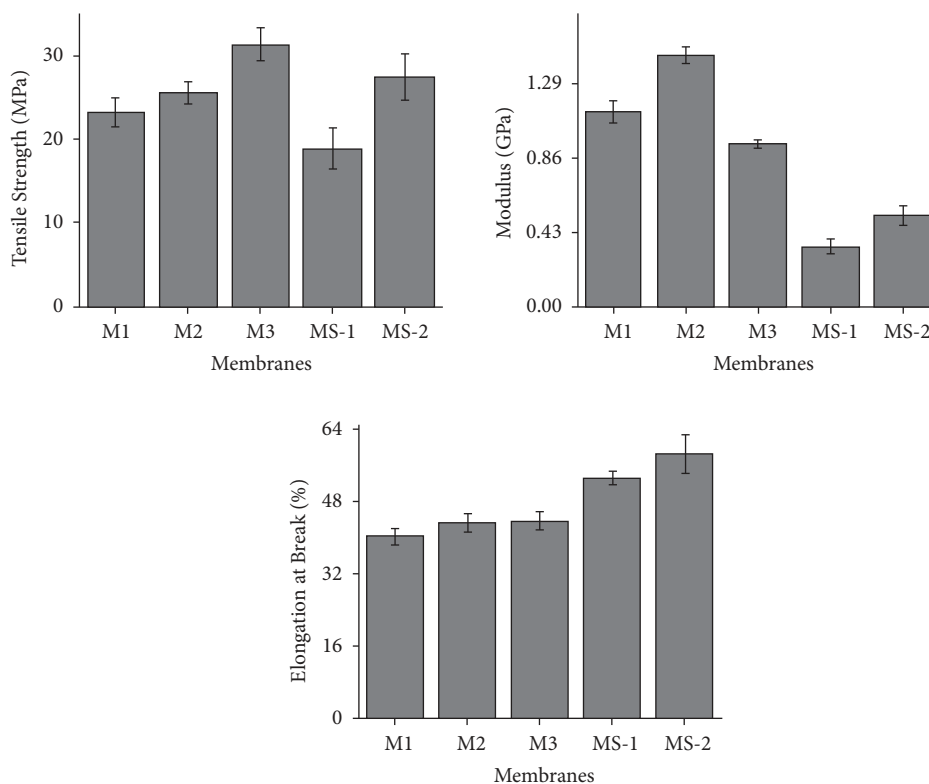 Tensile Strength (MPa)
30
20
10
0
M1 M2 M3 MS-1 MS-2
Membranes
Modulus (GPa)
1.29
0.86
0.43
0.00
M1 M2 M3 MS-1 MS-2
Membranes
Elongation at Break (%)
64
48
32
16
0
M1 M2 M3 MS-1 MS-2
Membranes